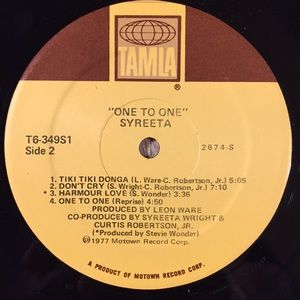 TAMLA
®
"ONE TO ONE"
SYREETA
T6-349S1
Side 2
2674-S
1. TIKI TIKI DONGA (L. Ware-C. Robertson, Jr.) 4:05
2. DON'T CRY (S. Wright-C. Robertson, Jr.) 7:10
* 3. HARMOUR LOVE (S. Wonder) 3:36
4. ONE TO ONE (Reprise) 4:50
PRODUCED BY LEON WARE
CO-PRODUCED BY SYREETA WRIGHT &
CURTIS ROBERTSON, JR.
(*Produced by Stevie Wonder)
©1977 Motown Record Corp.
A PRODUCT OF MOTOWN RECORD CORP.